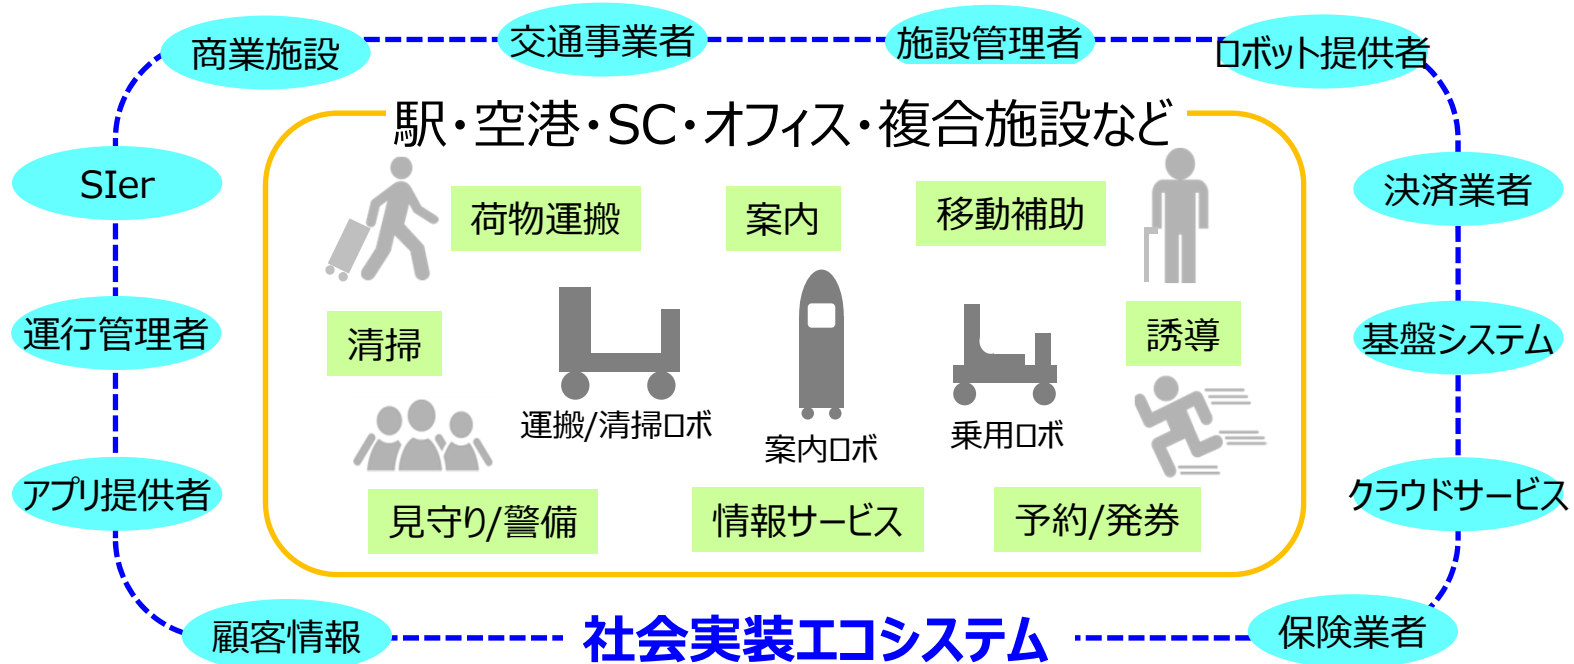 商業施設
交通事業者
施設管理者
ロボット提供者
駅・空港・SC・オフィス・複合施設など
SIer
決済業者
荷物運搬
案内
移動補助
運行管理者
清掃
誘導
基盤システム
運搬/清掃ロボ
案内ロボ
乗用ロボ
アプリ提供者
クラウドサービス
見守り/警備
情報サービス
予約/発券
顧客情報
社会実装エコシステム
保険業者